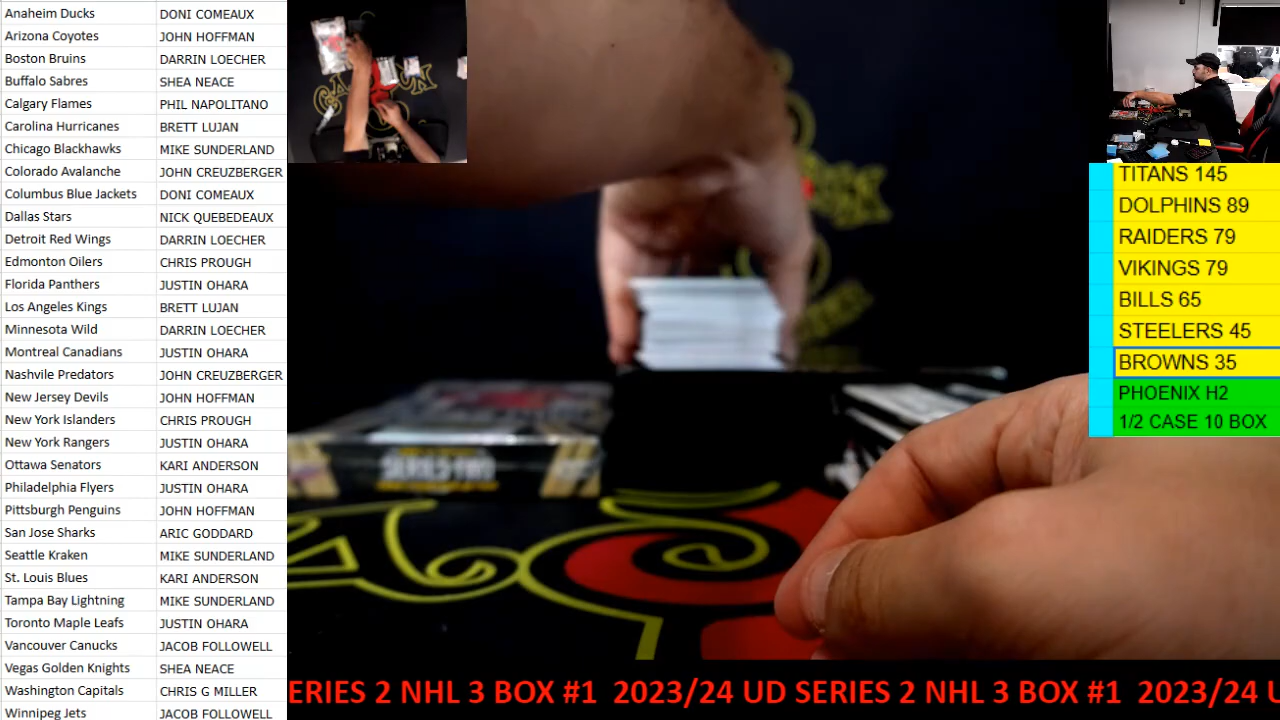 Anaheim Ducks DONI COMEAUX
Arizona Coyotes JOHN HOFFMAN
Boston Bruins DARRIN LOECHER
Buffalo Sabres SHEA NEACE
Calgary Flames PHIL NAPOLITANO
Carolina Hurricanes BRETT LUJAN
Chicago Blackhawks MIKE SUNDERLAND
Colorado Avalanche JOHN CREUZBERGER
Columbus Blue Jackets DONI COMEAUX
Dallas Stars NICK QUEBEDEAUX
Detroit Red Wings DARRIN LOECHER
Edmonton Oilers CHRIS PROUGH
Florida Panthers JUSTIN OHARA
Los Angeles Kings BRETT LUJAN
Minnesota Wild DARRIN LOECHER
Montreal Canadians JUSTIN OHARA
Nashvile Predators JOHN CREUZBERGER
New Jersey Devils JOHN HOFFMAN
New York Islanders CHRIS PROUGH
New York Rangers JUSTIN OHARA
Ottawa Senators KARI ANDERSON
Philadelphia Flyers JUSTIN OHARA
Pittsburgh Penguins JOHN HOFFMAN
San Jose Sharks ARIC GODDARD
Seattle Kraken MIKE SUNDERLAND
St. Louis Blues KARI ANDERSON
Tampa Bay Lightning MIKE SUNDERLAND
Toronto Maple Leafs JUSTIN OHARA
Vancouver Canucks JACOB FOLLOWELL
Vegas Golden Knights SHEA NEACE
Washington Capitals CHRIS G MILLER
Winnipeg Jets JACOB FOLLOWELL
TITANS 145
DOLPHINS 89
RAIDERS 79
VIKINGS 79
BILLS 65
STEELERS 45
BROWNS 35
PHOENIX H2
1/2 CASE 10 BOX
SERIES TWO
ERIES 2 NHL 3 BOX #1 2023/24 UD SERIES 2 NHL 3 BOX #1 2023/24 U